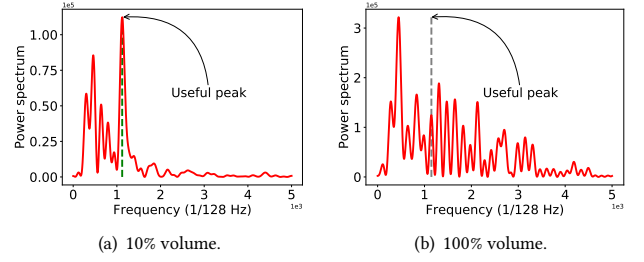 1e5
1.00
0.75
0.50
0.25
0.00
Power spectrum
Useful peak
0 1 2 3 4 5
1e3
Frequency (1/128 Hz)
(a) 10% volume.
1e5
3
2
1
0
Power spectrum
Useful peak
0 1 2 3 4 5
1e3
Frequency (1/128 Hz)
(b) 100% volume.